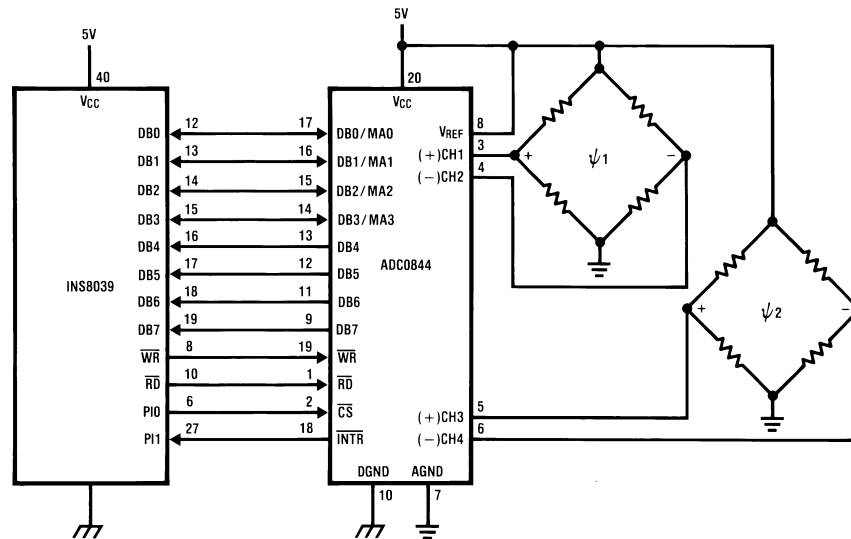 5V
5V
40
20
VCC
VCC
DB0 12 17 DB0/MA0
VREF 8
DB1 13 16 DB1/MA1
(+)CH1 3
DB2 14 15 DB2/MA2
(−)CH2 4
DB3 15 14 DB3/MA3
DB4 16 13 DB4
DB5 17 12 DB5
INS8039
ADC0844
DB6 18 11 DB6
DB7 19 9 DB7
WR 8 19 WR
RD 10 1 RD
PI0 6 2 CS
(+)CH3 5
PI1 27 18 INTR
(−)CH4 6
DGND AGND
10 7
+ ψ1 −
+ ψ2 −